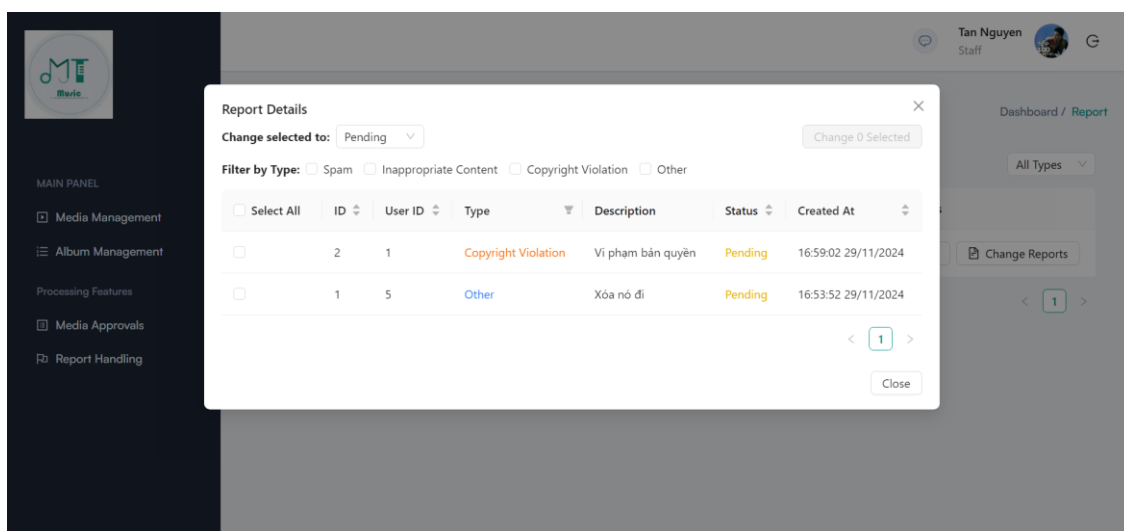 MT
Music
Tan Nguyen
Staff
Dashboard / Report
All Types
MAIN PANEL
Media Management
Album Management
Processing Features
Media Approvals
Report Handling
Report Details
Change selected to: Pending
Change 0 Selected
Filter by Type: Spam Inappropriate Content Copyright Violation Other
Select All ID User ID Type Description Status Created At
2 1 Copyright Violation Vi phạm bản quyền Pending 16:59:02 29/11/2024
1 5 Other Xóa nó đi Pending 16:53:52 29/11/2024
< 1 >
Close
Change Reports
< 1 >